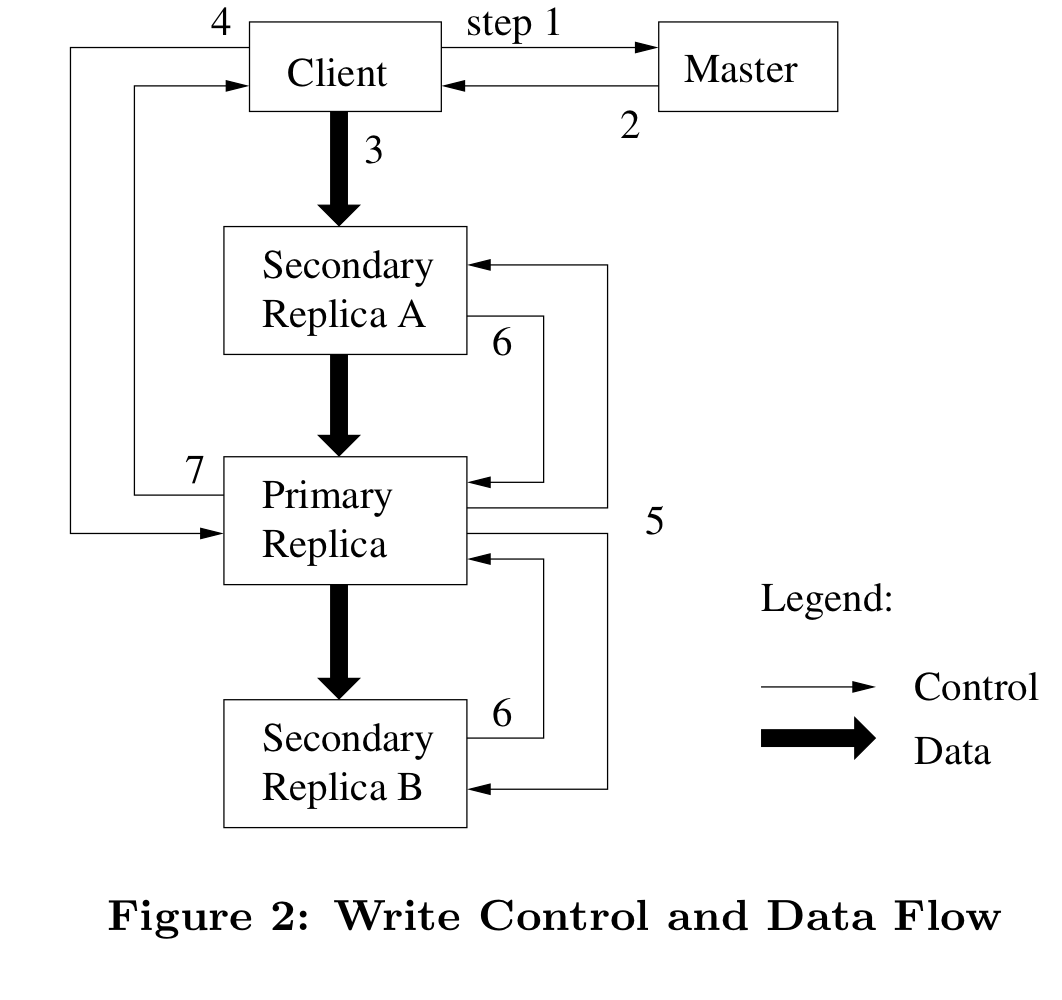 4
step 1
Client
Master
2
3
Secondary
Replica A
6
7
Primary
Replica
5
Legend:
Control
Data
6
Secondary
Replica B
Figure 2: Write Control and Data Flow